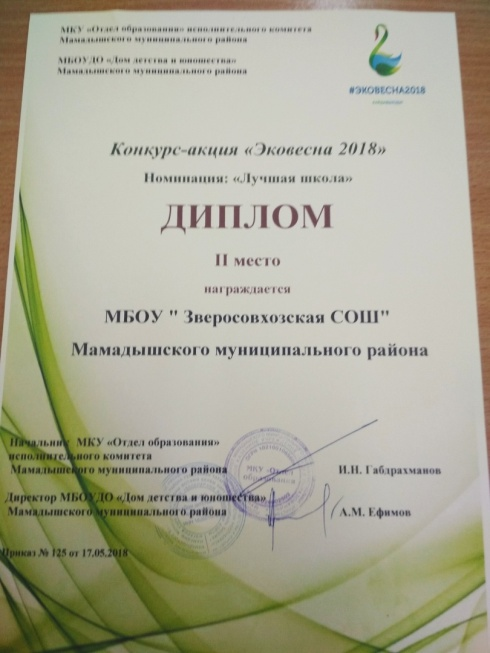 МКУ «Отдел образования» исполнительного комитета
Мамадышского муниципального района
МБОУДО «Дом детства и юношества»
Мамадышского муниципального района
#ЭКОВЕСНА2018
Конкурс-акция «Эковесна 2018»
Номинация: «Лучшая школа»
ДИПЛОМ
II место
награждается
МБОУ " Зверосовхозская СОШ"
Мамадышского муниципального района
Начальник МКУ «Отдел образования»
исполнительного комитета
Мамадышского муниципального района
И.Н. Габдрахманов
МКУ «Отдел
образования
Директор МБОУДО «Дом детства и юношества»
Мамадышского муниципального района
А.М. Ефимов
Приказ № 125 от 17.05.2018